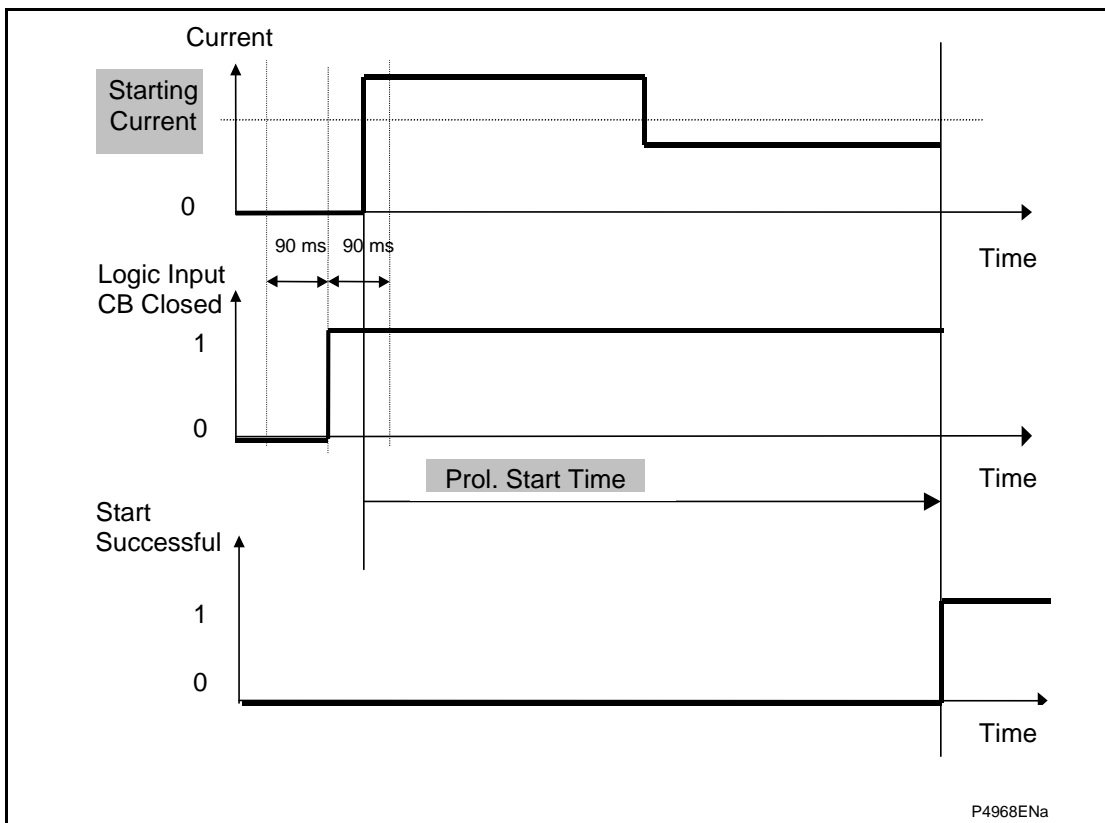 Current
Starting
Current
0
90 ms 90 ms
Time
Logic Input
CB Closed
1
0
Time
Prol. Start Time
Start
Successful
1
0
Time
P4968ENa